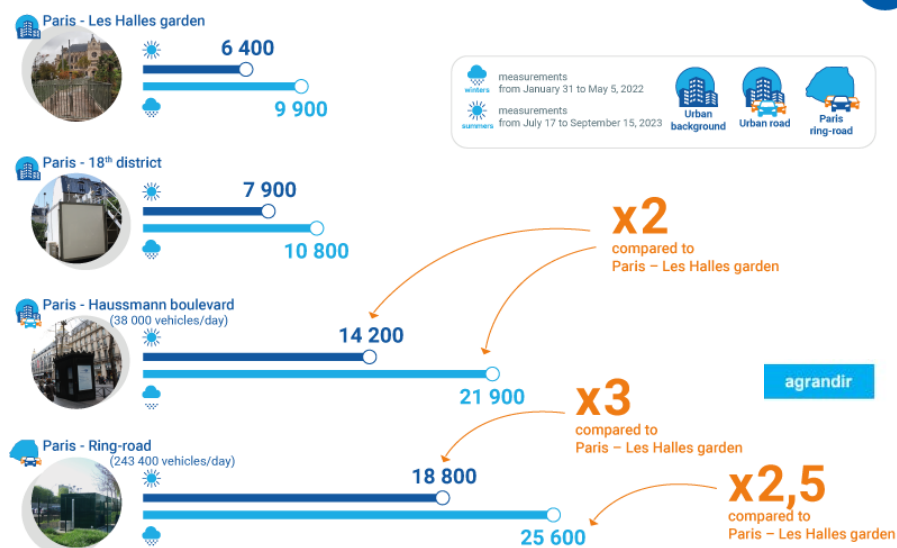 Paris - Les Halles garden
6 400
9 900
winters
measurements
from January 31 to May 5, 2022
summers
measurements
from July 17 to September 15, 2023
Urban
background
Urban road
Paris
ring-road
Paris - 18th district
7 900
10 800
x2
compared to
Paris – Les Halles garden
Paris - Haussmann boulevard
(38 000 vehicles/day)
14 200
21 900
agrandir
x3
compared to
Paris – Les Halles garden
Paris - Ring-road
(243 400 vehicles/day)
18 800
25 600
x2,5
compared to
Paris – Les Halles garden